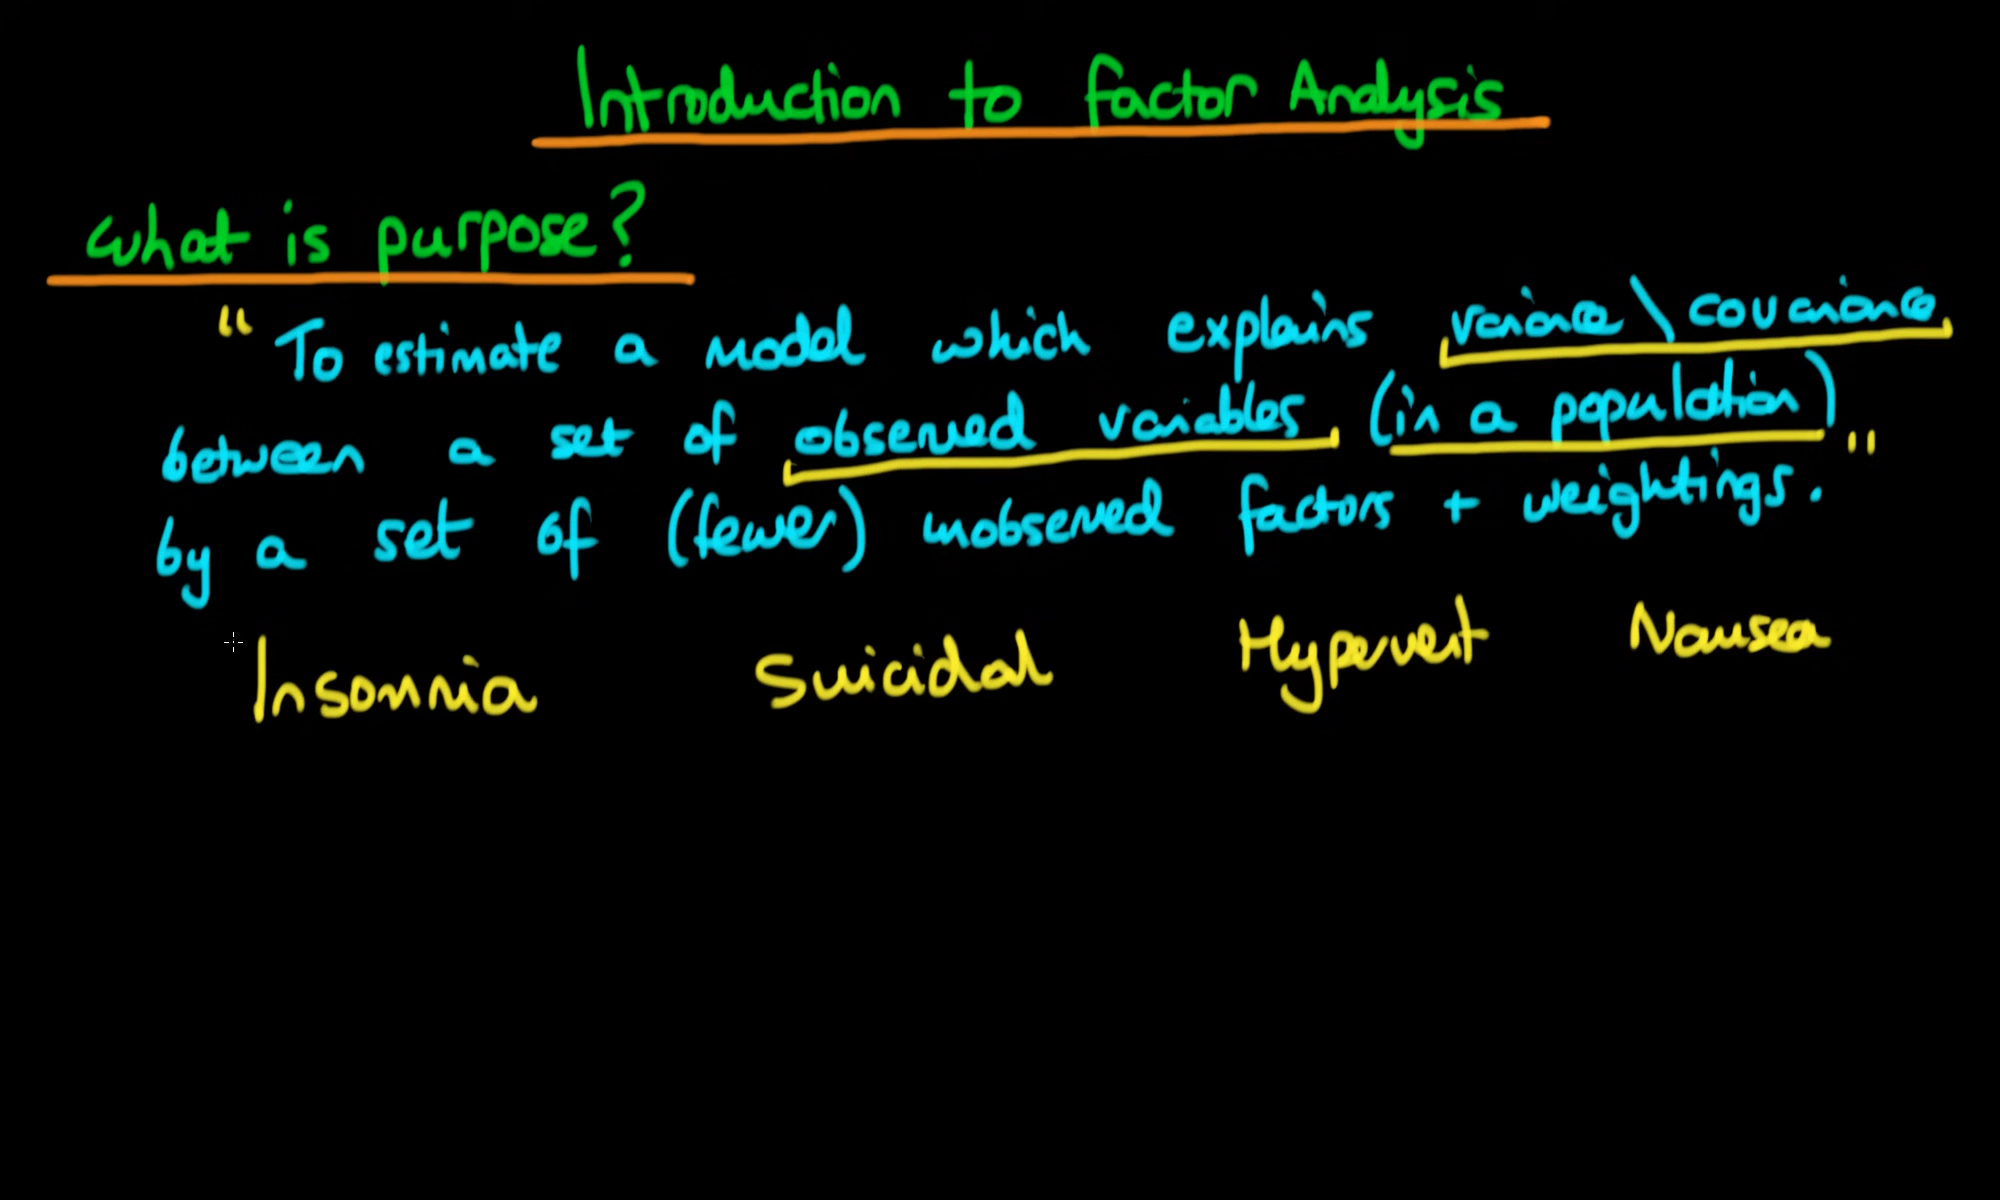 Introduction to factor Analysis
What is purpose?
" To estimate a model which explains variance \ covariance
between a set of observed variables (in a population) "
by a set of (fewer) unobserved factors + weightings.
Insomnia Suicidal Hypervent Nausea